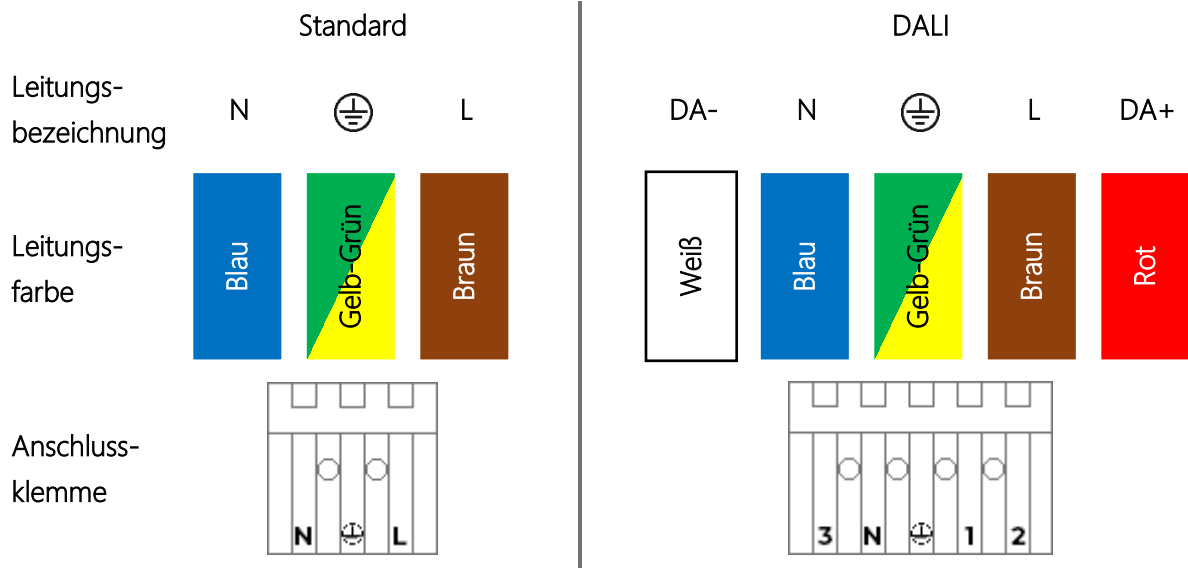 Standard
DALI
Leitungs-
bezeichnung
N ⏚ L
DA- N ⏚ L DA+
Leitungs-
farbe
Blau Gelb-Grün Braun
Weiß Blau Gelb-Grün Braun Rot
Anschluss-
klemme
N ⏚ L
3 N ⏚ 1 2